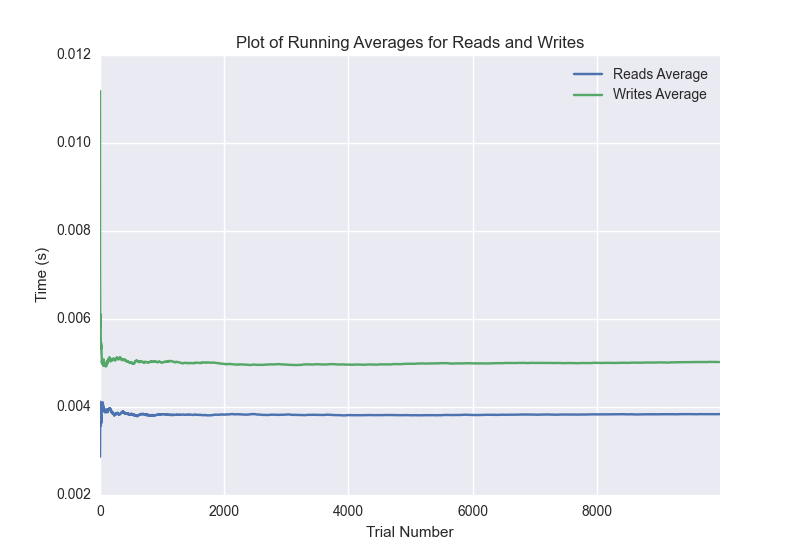 Plot of Running Averages for Reads and Writes
0.012
Reads Average
Writes Average
0.010
0.008
Time (s)
0.006
0.004
0.002
0 2000 4000 6000 8000
Trial Number